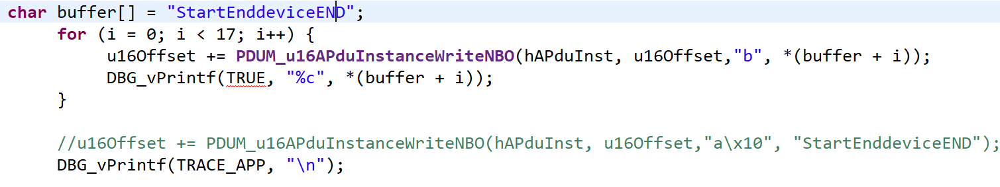 char buffer[] = "StartEnddeviceEND";
for (i = 0; i < 17; i++) {
u16Offset += PDUM_u16APduInstanceWriteNBO(hAPduInst, u16Offset,"b", *(buffer + i));
DBG_vPrintf(TRUE, "%c", *(buffer + i));
}
//u16Offset += PDUM_u16APduInstanceWriteNBO(hAPduInst, u16Offset,"a\x10", "StartEnddeviceEND");
DBG_vPrintf(TRACE_APP, "\n");